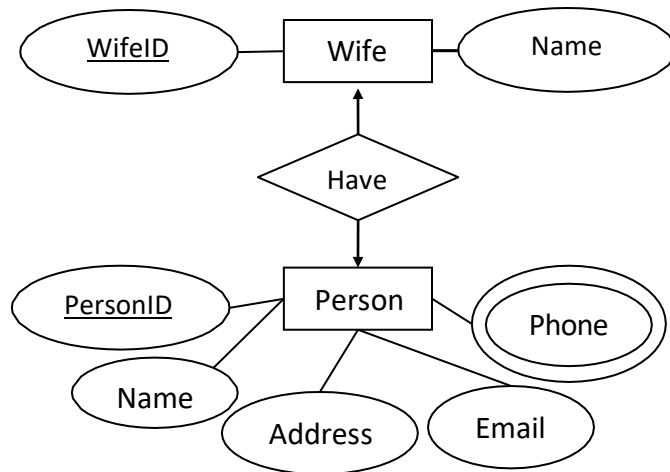 WifeID
Wife
Name
Have
PersonID
Person
Phone
Name
Address
Email